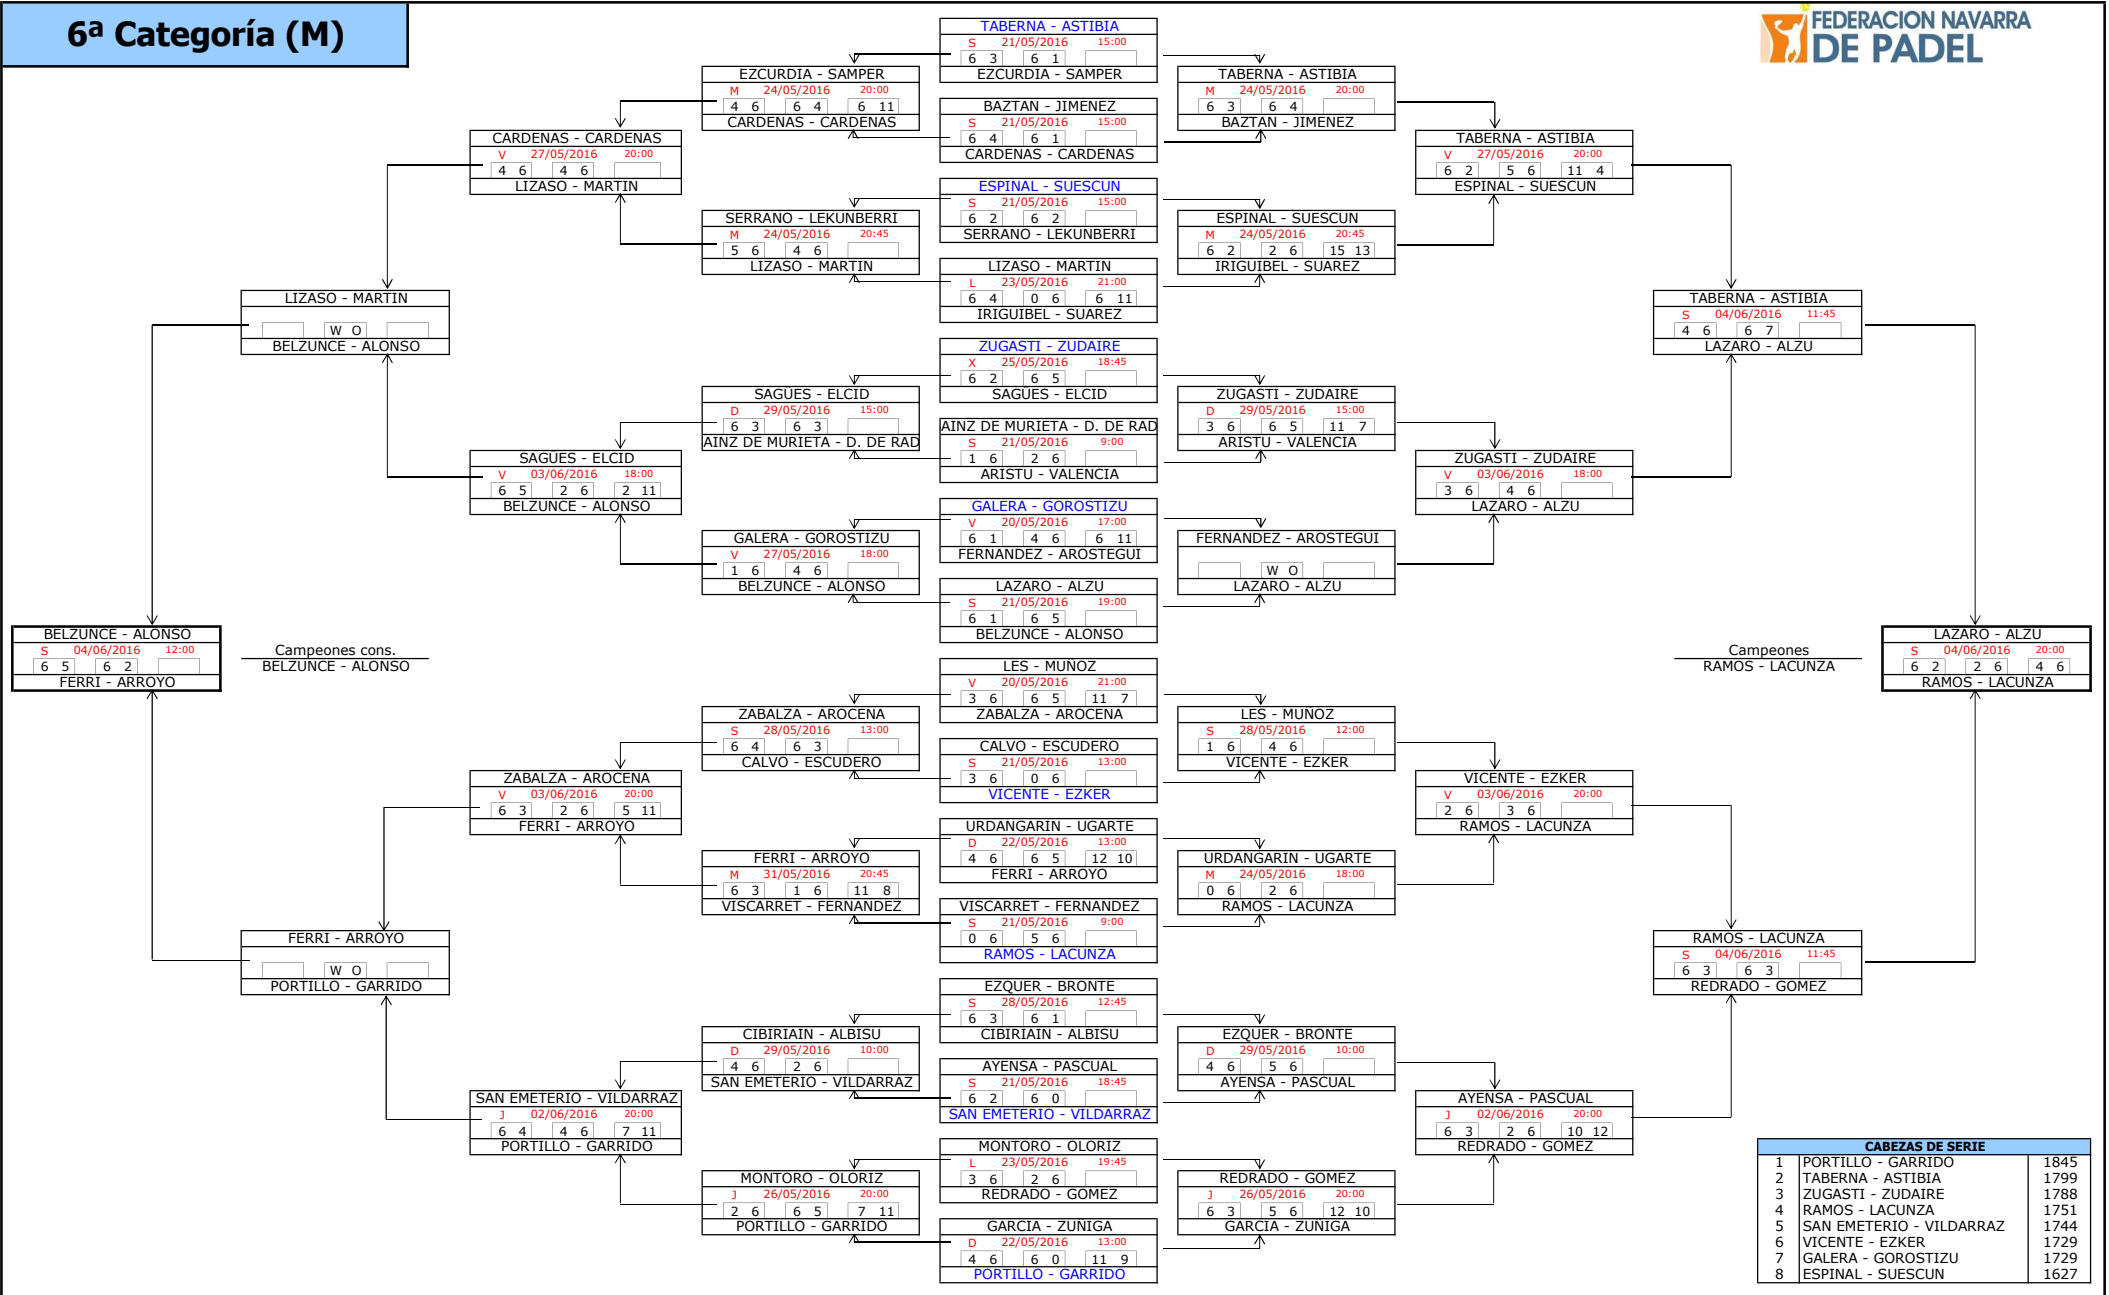 6ª Categoría (M)
FEDERACION NAVARRA
DE PADEL
TABERNA - ASTIBIA
S 21/05/2016 15:00
6 3 6 1
EZCURDIA - SAMPER
BAZTAN - JIMENEZ
S 21/05/2016 15:00
6 4 6 1
CARDENAS - CARDENAS
ESPINAL - SUESCUN
S 21/05/2016 15:00
6 2 6 2
SERRANO - LEKUNBERRI
LIZASO - MARTIN
L 23/05/2016 21:00
6 4 0 6 6 11
IRIGUIBEL - SUAREZ
ZUGASTI - ZUDAIRE
X 25/05/2016 18:45
6 2 6 5
SAGÜES - ELCID
AINZ DE MURIETA - D. DE RAD
S 21/05/2016 9:00
1 6 2 6
ARISTU - VALENCIA
GALERA - GOROSTIZU
V 20/05/2016 17:00
6 1 4 6 6 11
FERNANDEZ - AROSTEGUI
LAZARO - ALZU
S 21/05/2016 19:00
6 1 6 5
BELZUNCE - ALONSO
LES - MUÑOZ
V 20/05/2016 21:00
3 6 6 5 11 7
ZABALZA - AROCENA
CALVO - ESCUDERO
S 21/05/2016 13:00
3 6 0 6
VICENTE - EZKER
URDANGARIN - UGARTE
D 22/05/2016 13:00
4 6 6 5 12 10
FERRI - ARROYO
VISCARRET - FERNANDEZ
S 21/05/2016 9:00
0 6 5 6
RAMOS - LACUNZA
EZQUER - BRONTE
S 28/05/2016 12:45
6 3 6 1
CIBIRIAIN - ALBISU
AYENSA - PASCUAL
S 21/05/2016 18:45
6 2 6 0
SAN EMETERIO - VILDARRAZ
MONTORO - OLORIZ
L 23/05/2016 19:45
3 6 2 6
REDRADO - GOMEZ
GARCIA - ZUÑIGA
D 22/05/2016 13:00
4 6 6 0 11 9
PORTILLO - GARRIDO
EZCURDIA - SAMPER
M 24/05/2016 20:00
4 6 6 4 6 11
CARDENAS - CARDENAS
SERRANO - LEKUNBERRI
M 24/05/2016 20:45
5 6 4 6
LIZASO - MARTIN
SAGÜES - ELCID
D 29/05/2016 15:00
6 3 6 3
AINZ DE MURIETA - D. DE RAD
GALERA - GOROSTIZU
V 27/05/2016 18:00
1 6 4 6
BELZUNCE - ALONSO
ZABALZA - AROCENA
S 28/05/2016 13:00
6 4 6 3
CALVO - ESCUDERO
FERRI - ARROYO
M 31/05/2016 20:45
6 3 1 6 11 8
VISCARRET - FERNANDEZ
CIBIRIAIN - ALBISU
D 29/05/2016 10:00
4 6 2 6
SAN EMETERIO - VILDARRAZ
MONTORO - OLORIZ
J 26/05/2016 20:00
2 6 6 5 7 11
PORTILLO - GARRIDO
CARDENAS - CARDENAS
V 27/05/2016 20:00
4 6 4 6
LIZASO - MARTIN
SAGÜES - ELCID
V 03/06/2016 18:00
6 5 2 6 2 11
BELZUNCE - ALONSO
ZABALZA - AROCENA
V 03/06/2016 20:00
6 3 2 6 5 11
FERRI - ARROYO
SAN EMETERIO - VILDARRAZ
J 02/06/2016 20:00
6 4 4 6 7 11
PORTILLO - GARRIDO
LIZASO - MARTIN
W O
BELZUNCE - ALONSO
FERRI - ARROYO
W O
PORTILLO - GARRIDO
BELZUNCE - ALONSO
S 04/06/2016 12:00
6 5 6 2
FERRI - ARROYO
Campeones cons.
BELZUNCE - ALONSO
TABERNA - ASTIBIA
M 24/05/2016 20:00
6 3 6 4
BAZTAN - JIMENEZ
ESPINAL - SUESCUN
M 24/05/2016 20:45
6 2 2 6 15 13
IRIGUIBEL - SUAREZ
ZUGASTI - ZUDAIRE
D 29/05/2016 15:00
3 6 6 5 11 7
ARISTU - VALENCIA
FERNANDEZ - AROSTEGUI
W O
LAZARO - ALZU
LES - MUÑOZ
S 28/05/2016 12:00
1 6 4 6
VICENTE - EZKER
URDANGARIN - UGARTE
M 24/05/2016 18:00
0 6 2 6
RAMOS - LACUNZA
EZQUER - BRONTE
D 29/05/2016 10:00
4 6 5 6
AYENSA - PASCUAL
REDRADO - GOMEZ
J 26/05/2016 20:00
6 3 5 6 12 10
GARCIA - ZUÑIGA
TABERNA - ASTIBIA
V 27/05/2016 20:00
6 2 5 6 11 4
ESPINAL - SUESCUN
ZUGASTI - ZUDAIRE
V 03/06/2016 18:00
3 6 4 6
LAZARO - ALZU
VICENTE - EZKER
V 03/06/2016 20:00
2 6 3 6
RAMOS - LACUNZA
AYENSA - PASCUAL
J 02/06/2016 20:00
6 3 2 6 10 12
REDRADO - GOMEZ
TABERNA - ASTIBIA
S 04/06/2016 11:45
4 6 6 7
LAZARO - ALZU
RAMOS - LACUNZA
S 04/06/2016 11:45
6 3 6 3
REDRADO - GOMEZ
Campeones
RAMOS - LACUNZA
LAZARO - ALZU
S 04/06/2016 20:00
6 2 2 6 4 6
RAMOS - LACUNZA
CABEZAS DE SERIE
1 PORTILLO - GARRIDO 1845
2 TABERNA - ASTIBIA 1799
3 ZUGASTI - ZUDAIRE 1788
4 RAMOS - LACUNZA 1751
5 SAN EMETERIO - VILDARRAZ 1744
6 VICENTE - EZKER 1729
7 GALERA - GOROSTIZU 1729
8 ESPINAL - SUESCUN 1627